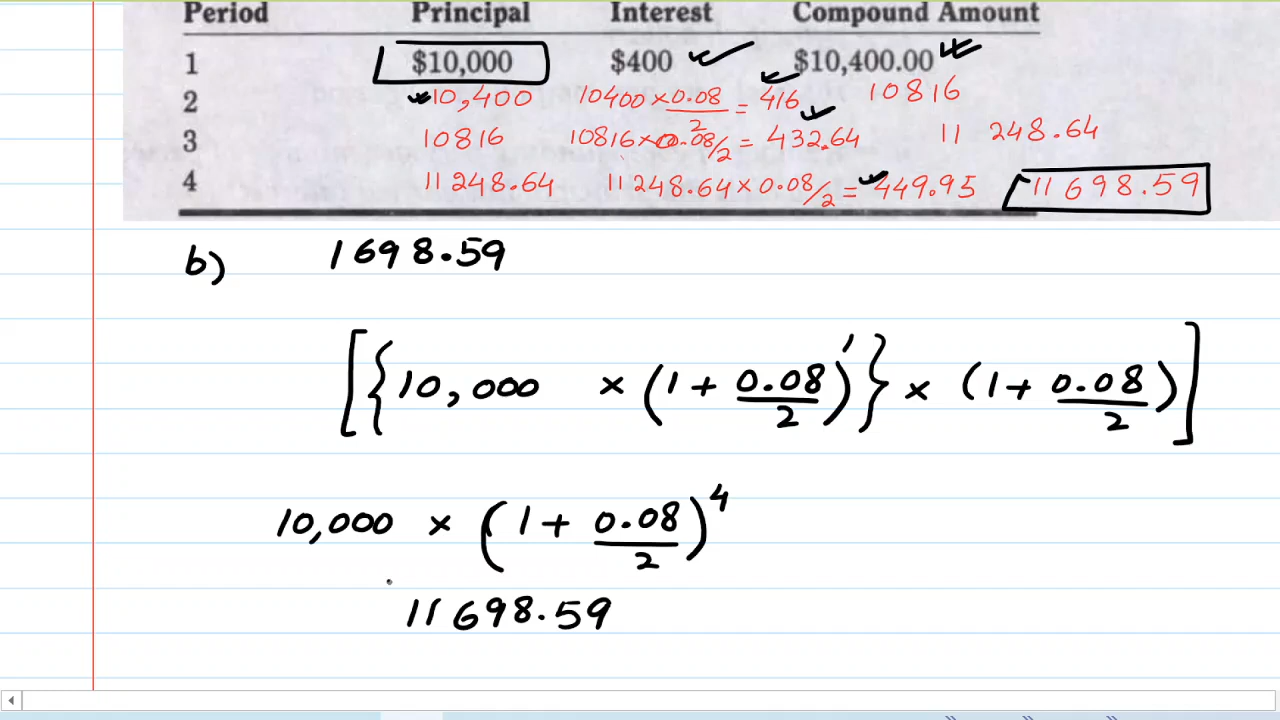 Period Principal Interest Compound Amount
1 $10,000 $400 $10,400.00
2 10,400 10400 × 0.08/2 = 416 10816
3 10816 10816 × 0.08/2 = 432.64 11 248.64
4 11 248.64 11 248.64 × 0.08/2 = 449.95 11 698.59
b) 1698.59
[{10,000 × (1 + 0.08/2)¹} × (1 + 0.08/2)]
10,000 × (1 + 0.08/2)⁴
11698.59